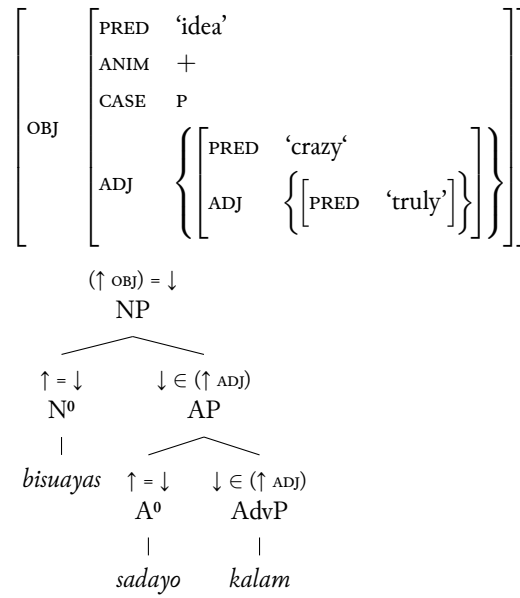 PRED ‘idea’
ANIM +
CASE P
OBJ
PRED ‘crazy‘
ADJ
ADJ PRED ‘truly’
(↑ OBJ) = ↓
NP
↑ = ↓ ↓ ∈ (↑ ADJ)
N⁰ AP
bisuayas ↑ = ↓ ↓ ∈ (↑ ADJ)
A⁰ AdvP
sadayo kalam